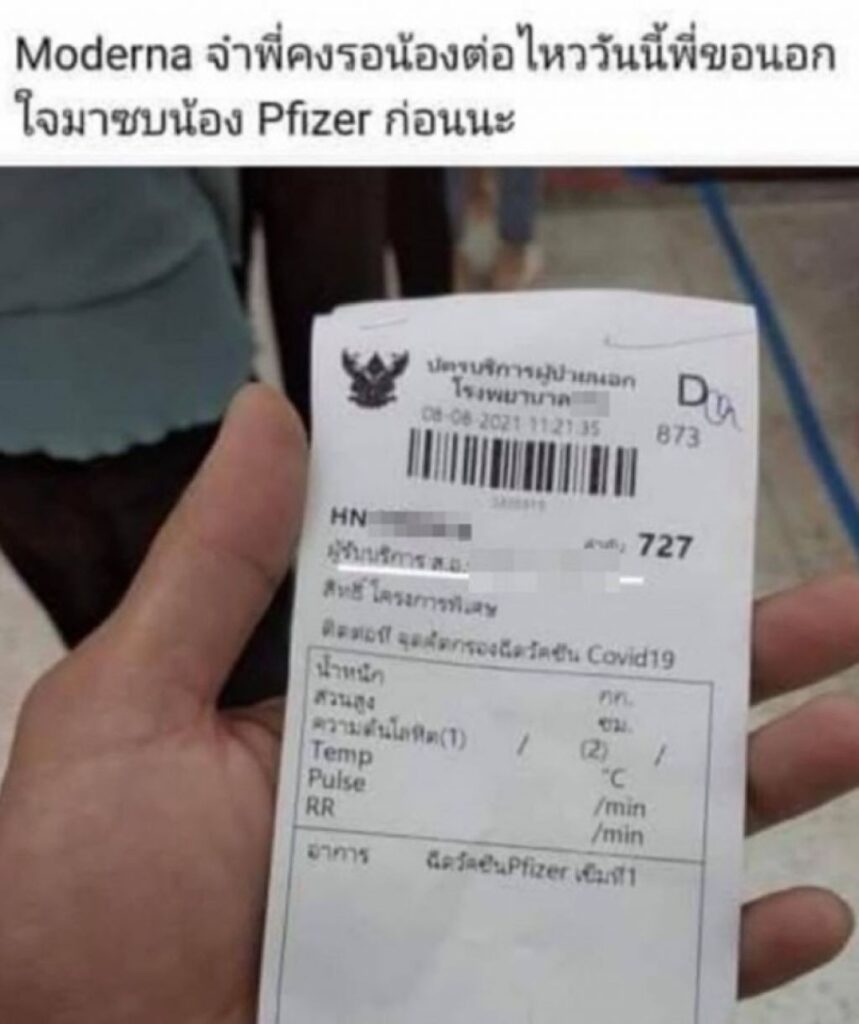 Moderna จ๋าพี่คงรอน้องต่อไหววันนี้พี่ขอนอก
ใจมาซบน้อง Pfizer ก่อนนะ
บัตรบริการผู้ป่วยนอก
โรงพยาบาล
D
08-08-2021 11:21:35
873
HN
ลำดับ 727
ผู้รับบริการ ส.อ.
สิทธิ์ โครงการพิเศษ
ติดต่อที่ จุดคัดกรองฉีดวัคซีน Covid19
น้ำหนัก กก.
ส่วนสูง ซม.
ความดันโลหิต(1) / (2) /
Temp °C
Pulse /min
RR /min
อาการ ฉีดวัคซีนPfizer เข็มที่1